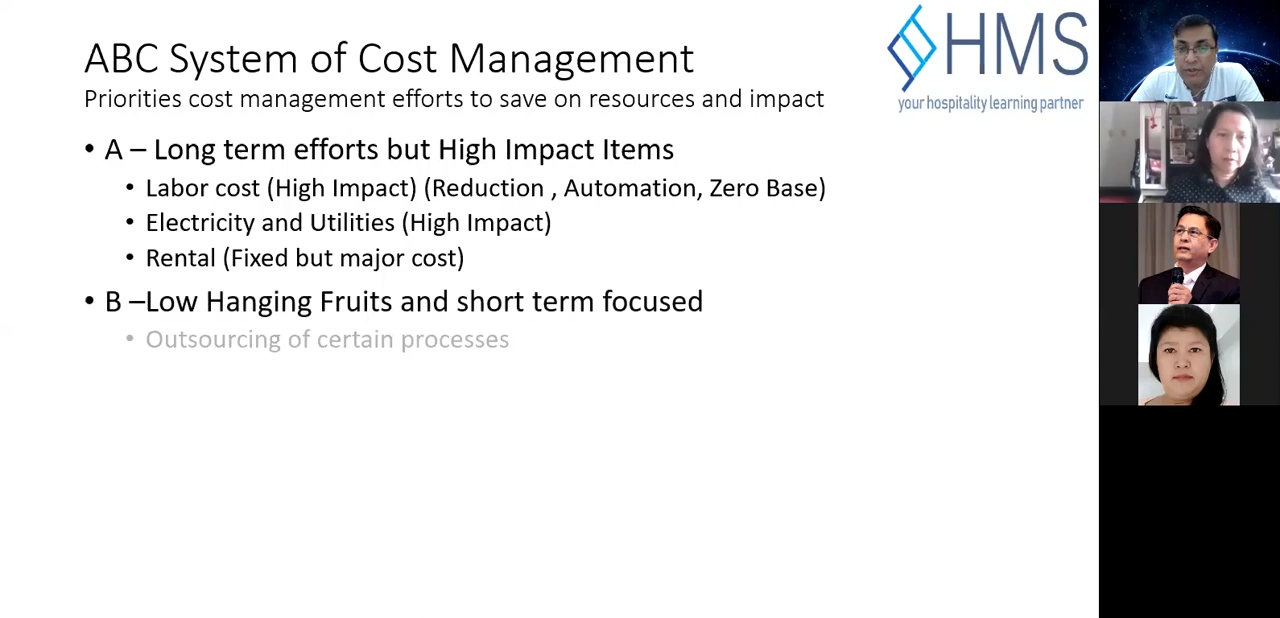 ABC System of Cost Management
Priorities cost management efforts to save on resources and impact
HMS
your hospitality learning partner
• A – Long term efforts but High Impact Items
• Labor cost (High Impact) (Reduction , Automation, Zero Base)
• Electricity and Utilities (High Impact)
• Rental (Fixed but major cost)
• B –Low Hanging Fruits and short term focused
• Outsourcing of certain processes